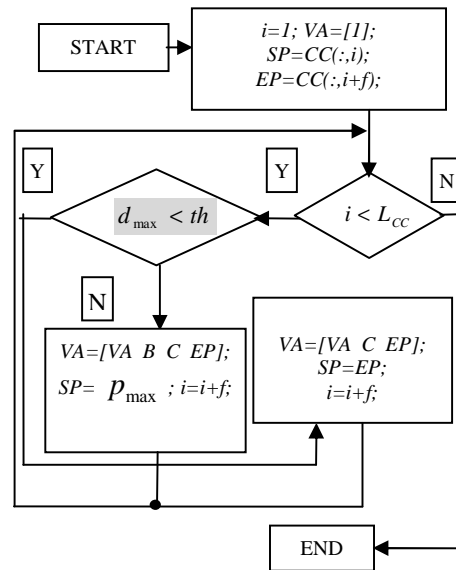 START
i=1; VA=[1];
SP=CC(:,i);
EP=CC(:,i+f);
Y
Y
N
d_max < th
i < L_CC
N
VA=[VA B C EP];
SP= p_max ; i=i+f;
VA=[VA C EP];
SP=EP;
i=i+f;
END